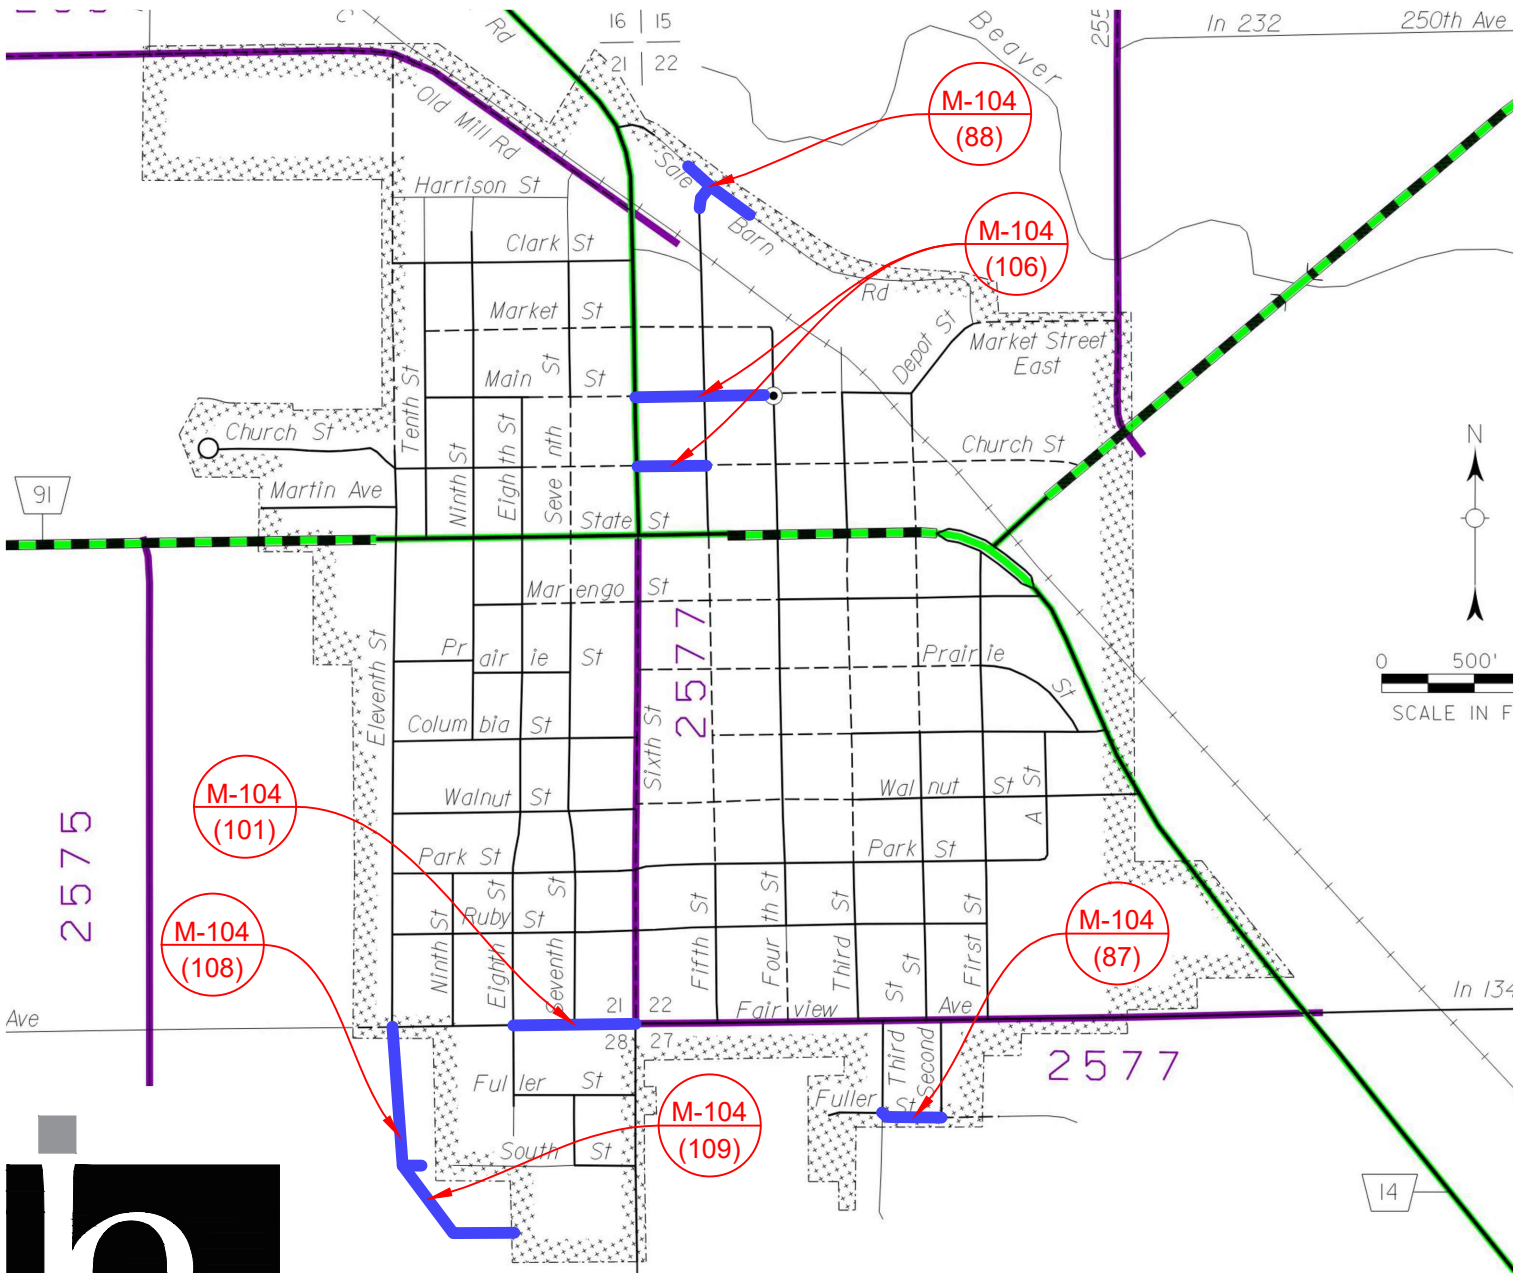 Rd
16 15
21 22
Beaver
255
In 232
250th Ave
Old Mill Rd
M-104
(88)
Sale Barn Rd
Harrison St
Clark St
M-104
(106)
Market St
Depot St
Market Street
East
Main St
Tenth St
Church St
Eighth St
Seventh St
Ninth St
Church St
N
91
Martin Ave
State St
Marengo St
2577
Prairie St
Prairie St
0 500'
SCALE IN F
Eleventh St
Columbia St
Sixth St
M-104
(101)
Walnut St
Walnut St
A St
2575
Park St
Park St
M-104
(108)
Ruby St
Ninth St
Eighth St
Seventh St
Fifth St
Fourth St
Third St
St
First St
M-104
(87)
21 22
28 27
Fairview Ave
In 134
Ave
2577
Fuller St
Third
Second
Fuller St
M-104
(109)
South St
14